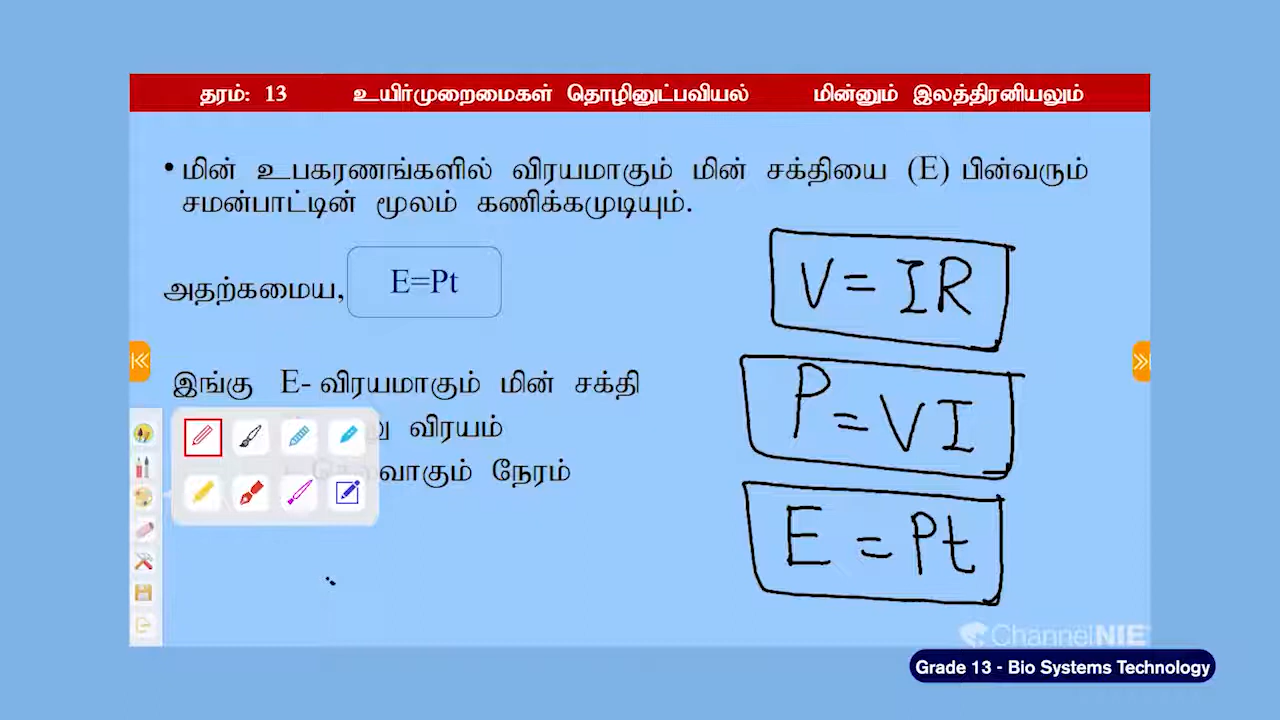 தரம்: 13 உயிர்முறைமைகள் தொழினுட்பவியல் மின்னும் இலத்திரனியலும்
• மின் உபகரணங்களில் விரயமாகும் மின் சக்தியை (E) பின்வரும்
சமன்பாட்டின் மூலம் கணிக்கமுடியும்.
அதற்கமைய, E=Pt
இங்கு E- விரயமாகும் மின் சக்தி
விரயம்
நேரம்
V = IR
P = VI
E = Pt
ChannelNIE
Grade 13 - Bio Systems Technology